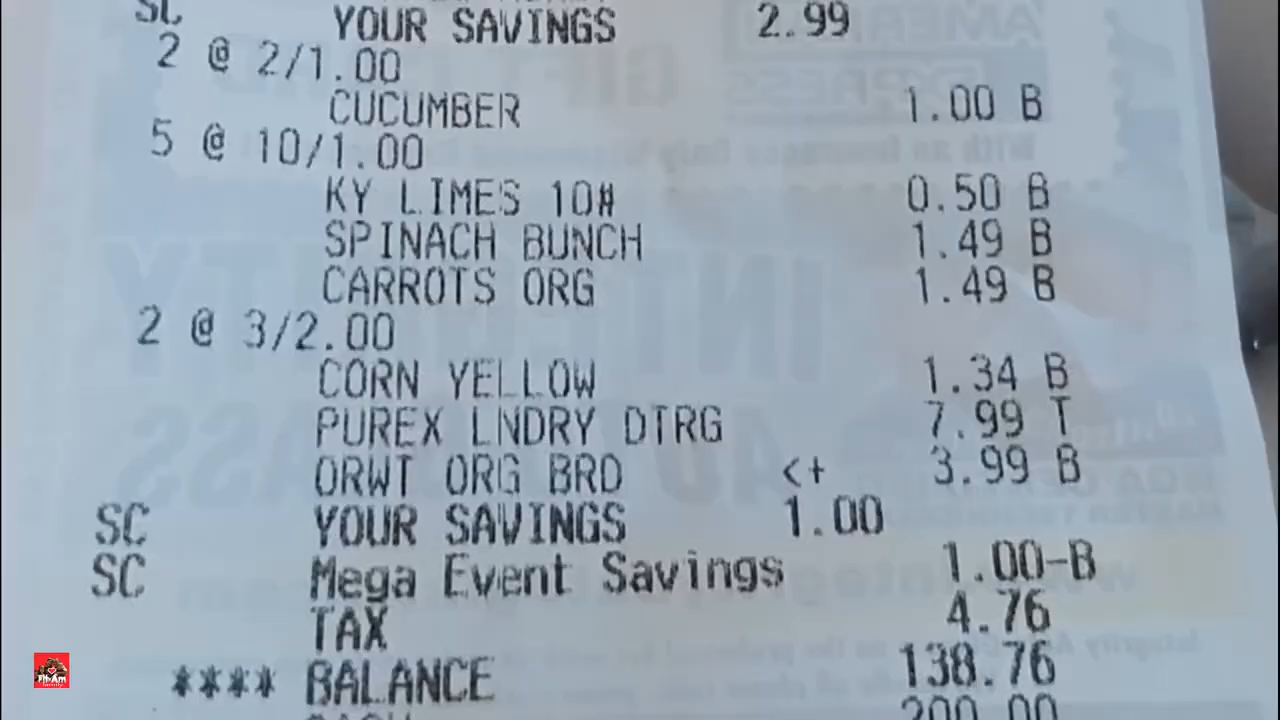 SC YOUR SAVINGS 2.99
2 @ 2/1.00
CUCUMBER 1.00 B
5 @ 10/1.00
KY LIMES 10# 0.50 B
SPINACH BUNCH 1.49 B
CARROTS ORG 1.49 B
2 @ 3/2.00
CORN YELLOW 1.34 B
PUREX LNDRY DTRG 7.99 T
ORWT ORG BRD <+ 3.99 B
SC YOUR SAVINGS 1.00
SC Mega Event Savings 1.00-B
TAX 4.76
**** BALANCE 138.76
CASH 200.00